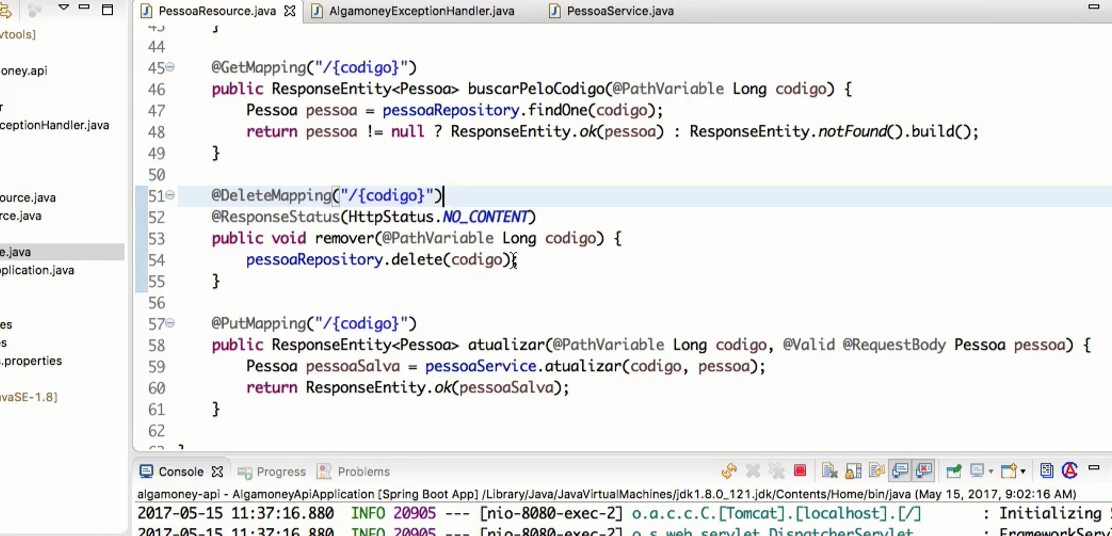 PessoaResource.java AlgamoneyExceptionHandler.java PessoaService.java
vtools]
oney.api
r
ceptionHandler.java
ource.java
rce.java
e.java
plication.java
es
es
s.properties
vaSE-1.8]
43 }
44
45 @GetMapping("/{codigo}")
46 public ResponseEntity<Pessoa> buscarPeloCodigo(@PathVariable Long codigo) {
47 Pessoa pessoa = pessoaRepository.findOne(codigo);
48 return pessoa != null ? ResponseEntity.ok(pessoa) : ResponseEntity.notFound().build();
49 }
50
51 @DeleteMapping("/{codigo}")
52 @ResponseStatus(HttpStatus.NO_CONTENT)
53 public void remover(@PathVariable Long codigo) {
54 pessoaRepository.delete(codigo);
55 }
56
57 @PutMapping("/{codigo}")
58 public ResponseEntity<Pessoa> atualizar(@PathVariable Long codigo, @Valid @RequestBody Pessoa pessoa) {
59 Pessoa pessoaSalva = pessoaService.atualizar(codigo, pessoa);
60 return ResponseEntity.ok(pessoaSalva);
61 }
62
Console Progress Problems
algamoney-api - AlgamoneyApiApplication [Spring Boot App] /Library/Java/JavaVirtualMachines/jdk1.8.0_121.jdk/Contents/Home/bin/java (May 15, 2017, 9:02:16 AM)
2017-05-15 11:37:16.880 INFO 20905 --- [nio-8080-exec-2] o.a.c.c.C.[Tomcat].[localhost].[/] : Initializing S
2017-05-15 11:37:16.880 INFO 20905 --- [nio-8080-exec-2] o.s.web.servlet.DispatcherServlet : FrameworkServ